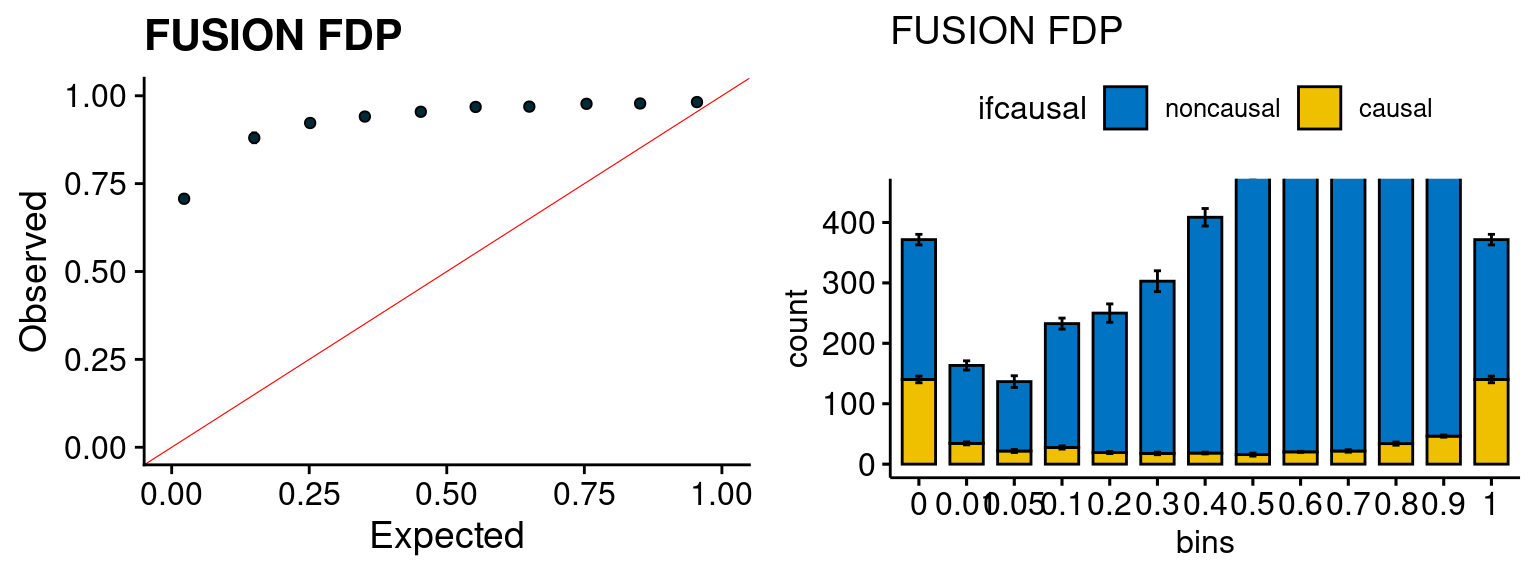 FUSION FDP
1.00
0.75
0.50
0.25
0.00
Observed
0.00 0.25 0.50 0.75 1.00
Expected
FUSION FDP
ifcausal noncausal causal
400
300
200
100
0
count
0 0.01 0.05 0.1 0.2 0.3 0.4 0.5 0.6 0.7 0.8 0.9 1
bins